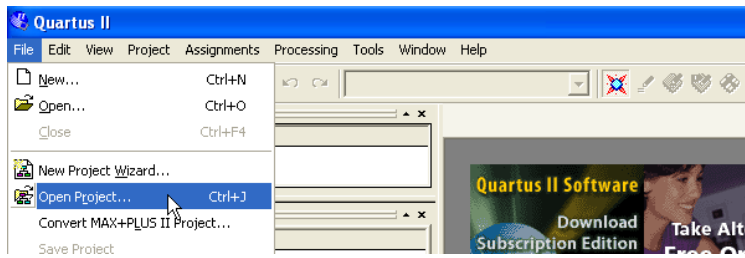 Quartus II
File Edit View Project Assignments Processing Tools Window Help
New... Ctrl+N
Open... Ctrl+O
Close Ctrl+F4
New Project Wizard...
Open Project... Ctrl+J
Convert MAX+PLUS II Project...
Save Project
Quartus II Software
Download
Subscription Edition
Take Alt
Free On